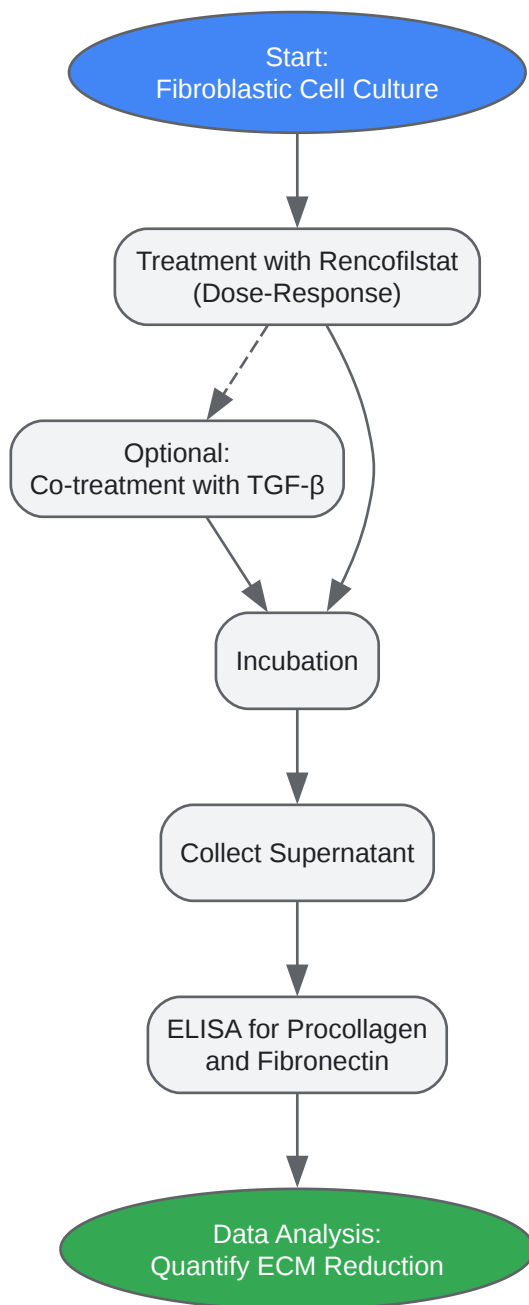 Start:
Fibroblastic Cell Culture
Treatment with Rencofilstat
(Dose-Response)
Optional:
Co-treatment with TGF-β
Incubation
Collect Supernatant
ELISA for Procollagen
and Fibronectin
Data Analysis:
Quantify ECM Reduction